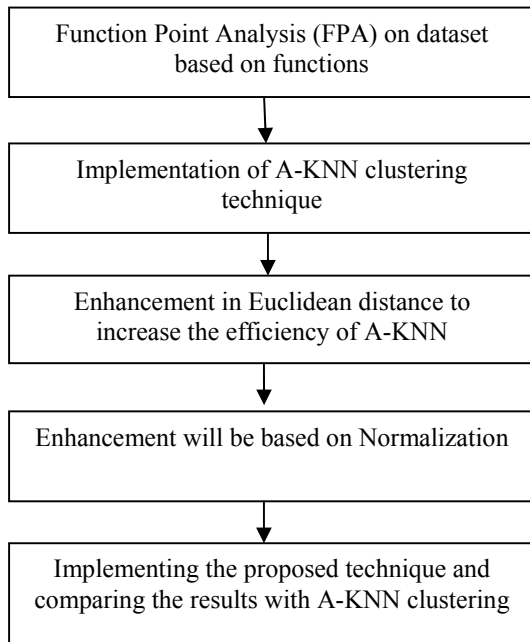 Function Point Analysis (FPA) on dataset
based on functions
Implementation of A-KNN clustering
technique
Enhancement in Euclidean distance to
increase the efficiency of A-KNN
Enhancement will be based on Normalization
Implementing the proposed technique and
comparing the results with A-KNN clustering